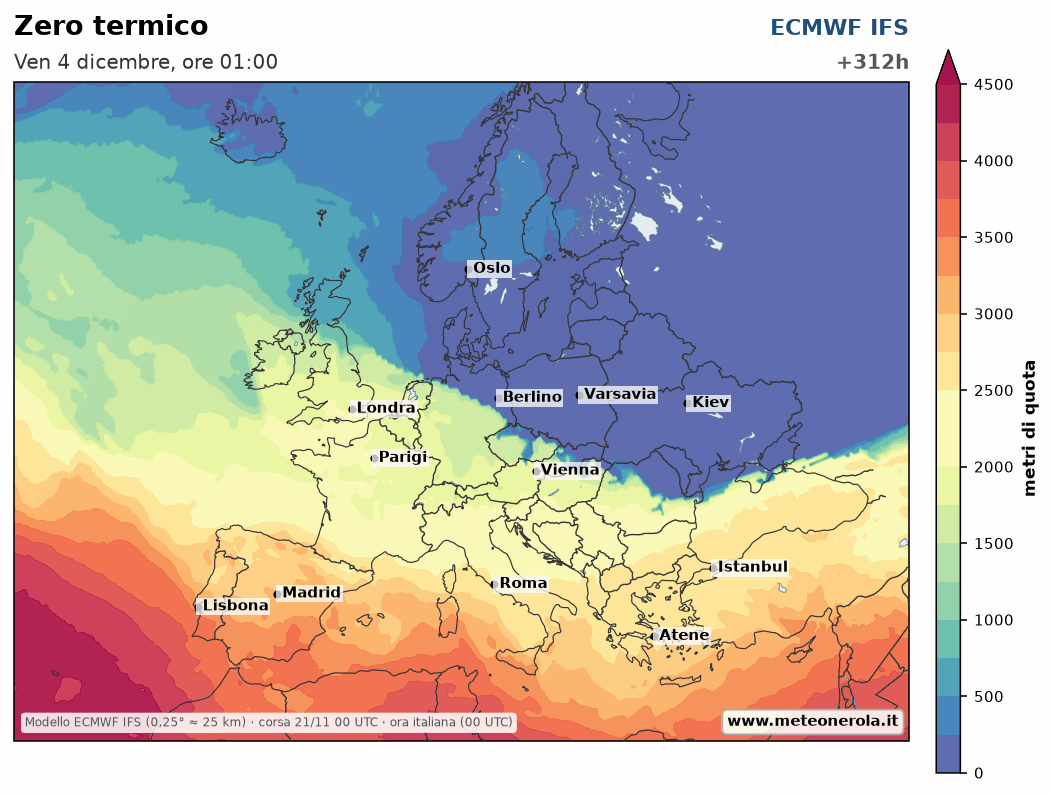 Zero termico
ECMWF IFS
Ven 4 dicembre, ore 01:00
+312h
4500
4000
3500
3000
2500
2000
1500
1000
500
0
metri di quota
Oslo
Berlino
Varsavia
Kiev
Londra
Parigi
Vienna
Istanbul
Roma
Madrid
Lisbona
Atene
Modello ECMWF IFS (0,25° ≈ 25 km) · corsa 21/11 00 UTC · ora italiana (00 UTC)
www.meteonerola.it